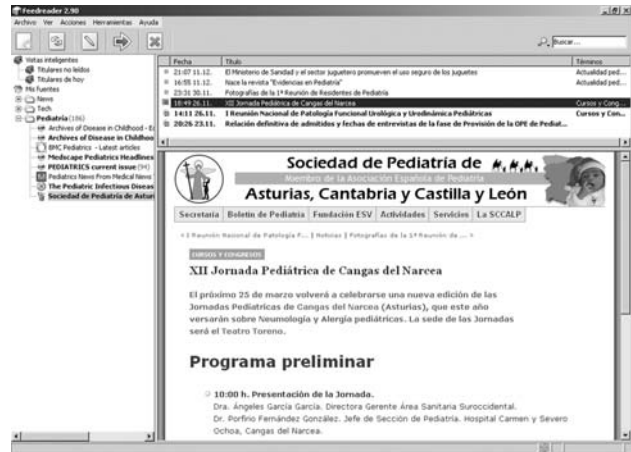 Feedreader 2.90
Archivo Ver Acciones Herramientas Ayuda
Buscar...
Vistas inteligentes
Titulares no leídos
Titulares de hoy
Mis Fuentes
News
Tech
Pediatría (186)
Archives of Disease in Childhood - Ed
Archives of Disease in Childhoo
BMC Pediatrics - Latest articles
Medscape Pediatrics Headlines
PEDIATRICS current issue (94)
Pediatrics News From Medical News
The Pediatric Infectious Diseas
Sociedad de Pediatría de Astur
Fecha Título Términos
21:07 11.12. El Ministerio de Sanidad y el sector juguetero promueven el uso seguro de los juguetes Actualidad ped...
16:55 11.12. Nace la revista "Evidencias en Pediatría" Actualidad ped...
23:31 30.11. Fotografías de la 1ª Reunión de Residentes de Pediatría
18:49 26.11. XII Jornada Pediátrica de Cangas del Narcea Cursos y Cong...
14:11 26.11. I Reunión Nacional de Patología Funcional Urológica y Urodinámica Pediátricas Cursos y Con...
20:26 23.11. Relación definitiva de admitidos y fechas de entrevistas de la fase de Provisión de la OPE de Pediat...
Sociedad de Pediatría de
Miembro de la Asociación Española de Pediatría
Asturias, Cantabria y Castilla y León
Secretaría Boletín de Pediatría Fundación ESV Actividades Servicios La SCCALP
< I Reunión Nacional de Patología F... | Noticias | Fotografías de la 1ª Reunión de ... >
CURSOS Y CONGRESOS
XII Jornada Pediátrica de Cangas del Narcea
El próximo 25 de marzo volverá a celebrarse una nueva edición de las
Jornadas Pediatricas de Cangas del Narcea (Asturias), que este año
versarán sobre Neumología y Alergia pediátricas. La sede de las Jornadas
será el Teatro Toreno.
Programa preliminar
10:00 h. Presentación de la Jornada.
Dra. Ángeles García García. Directora Gerente Área Sanitaria Suroccidental.
Dr. Porfirio Fernández González. Jefe de Sección de Pediatría. Hospital Carmen y Severo
Ochoa, Cangas del Narcea.